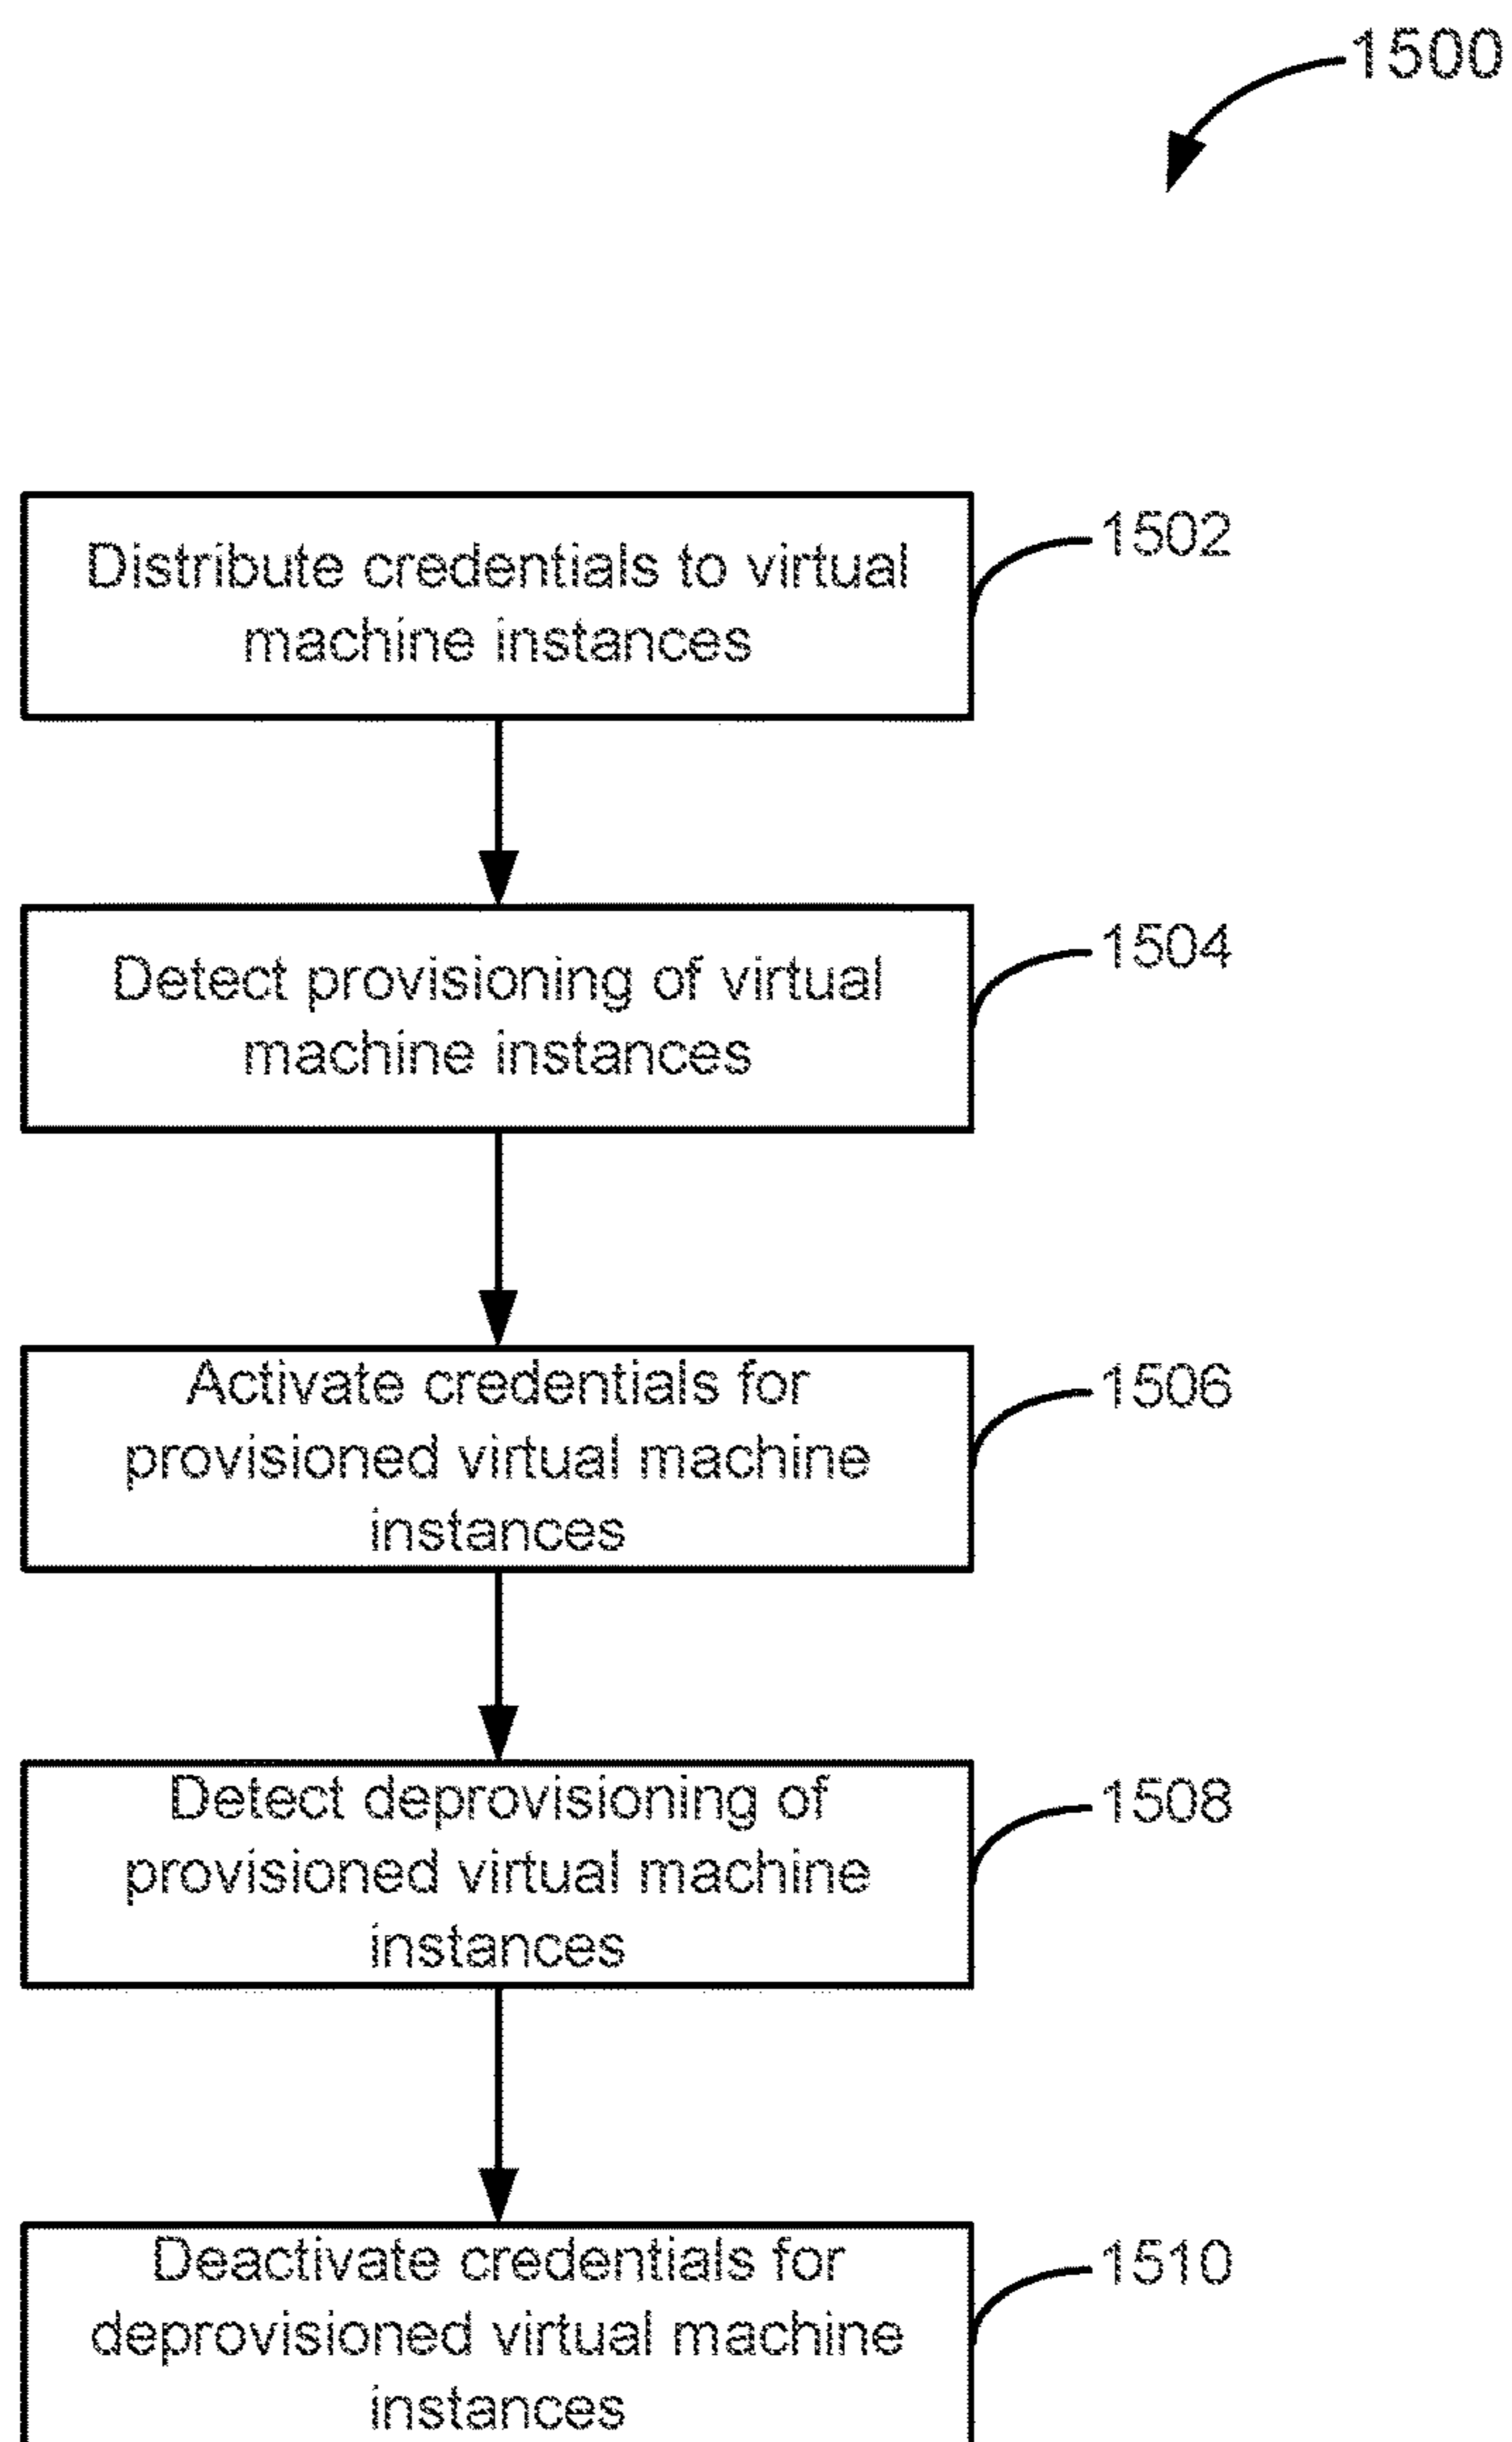 1500
Distribute credentials to virtual
machine instances
1502
Detect provisioning of virtual
machine instances
1504
Activate credentials for
provisioned virtual machine
instances
1506
Detect deprovisioning of
provisioned virtual machine
instances
1508
Deactivate credentials for
deprovisioned virtual machine
instances
1510